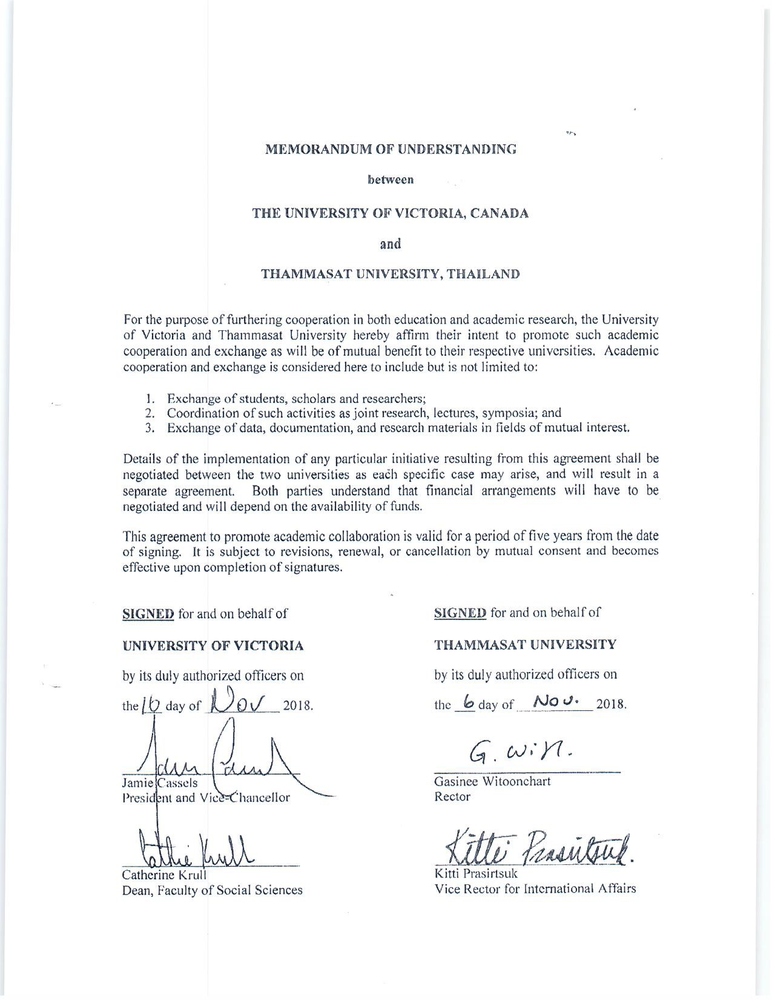 MEMORANDUM OF UNDERSTANDING
between
THE UNIVERSITY OF VICTORIA, CANADA
and
THAMMASAT UNIVERSITY, THAILAND
For the purpose of furthering cooperation in both education and academic research, the University
of Victoria and Thammasat University hereby affirm their intent to promote such academic
cooperation and exchange as will be of mutual benefit to their respective universities. Academic
cooperation and exchange is considered here to include but is not limited to:
1. Exchange of students, scholars and researchers;
2. Coordination of such activities as joint research, lectures, symposia; and
3. Exchange of data, documentation, and research materials in fields of mutual interest.
Details of the implementation of any particular initiative resulting from this agreement shall be
negotiated between the two universities as each specific case may arise, and will result in a
separate agreement. Both parties understand that financial arrangements will have to be
negotiated and will depend on the availability of funds.
This agreement to promote academic collaboration is valid for a period of five years from the date
of signing. It is subject to revisions, renewal, or cancellation by mutual consent and becomes
effective upon completion of signatures.
SIGNED for and on behalf of
UNIVERSITY OF VICTORIA
by its duly authorized officers on
the 16 day of Nov 2018.
Jamie Cassels
President and Vice-Chancellor
Cathie Krull
Catherine Krull
Dean, Faculty of Social Sciences
SIGNED for and on behalf of
THAMMASAT UNIVERSITY
by its duly authorized officers on
the 6 day of Nov. 2018.
G. Wit.
Gasinee Witoonchart
Rector
Kitti Prasirtsuk.
Kitti Prasirtsuk
Vice Rector for International Affairs